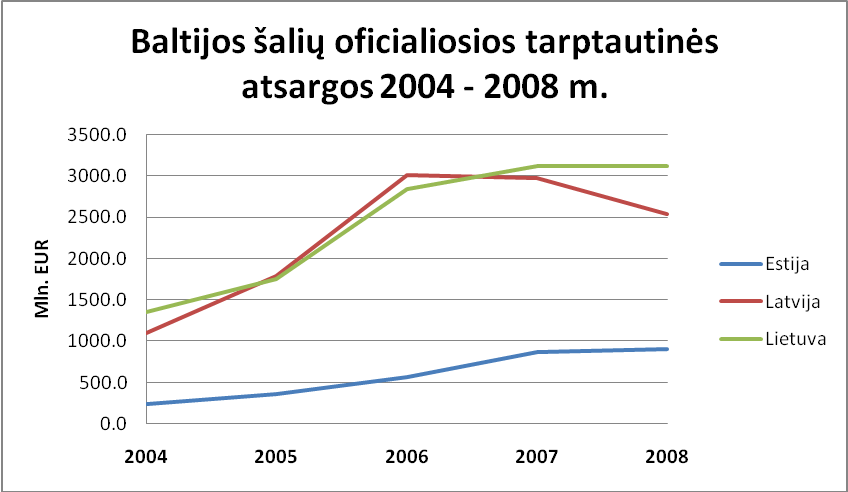 Baltijos šalių oficialiosios tarptautinės
atsargos 2004 - 2008 m.
3500.0
3000.0
2500.0
2000.0
1500.0
1000.0
500.0
0.0
Mln. EUR
2004 2005 2006 2007 2008
Estija
Latvija
Lietuva